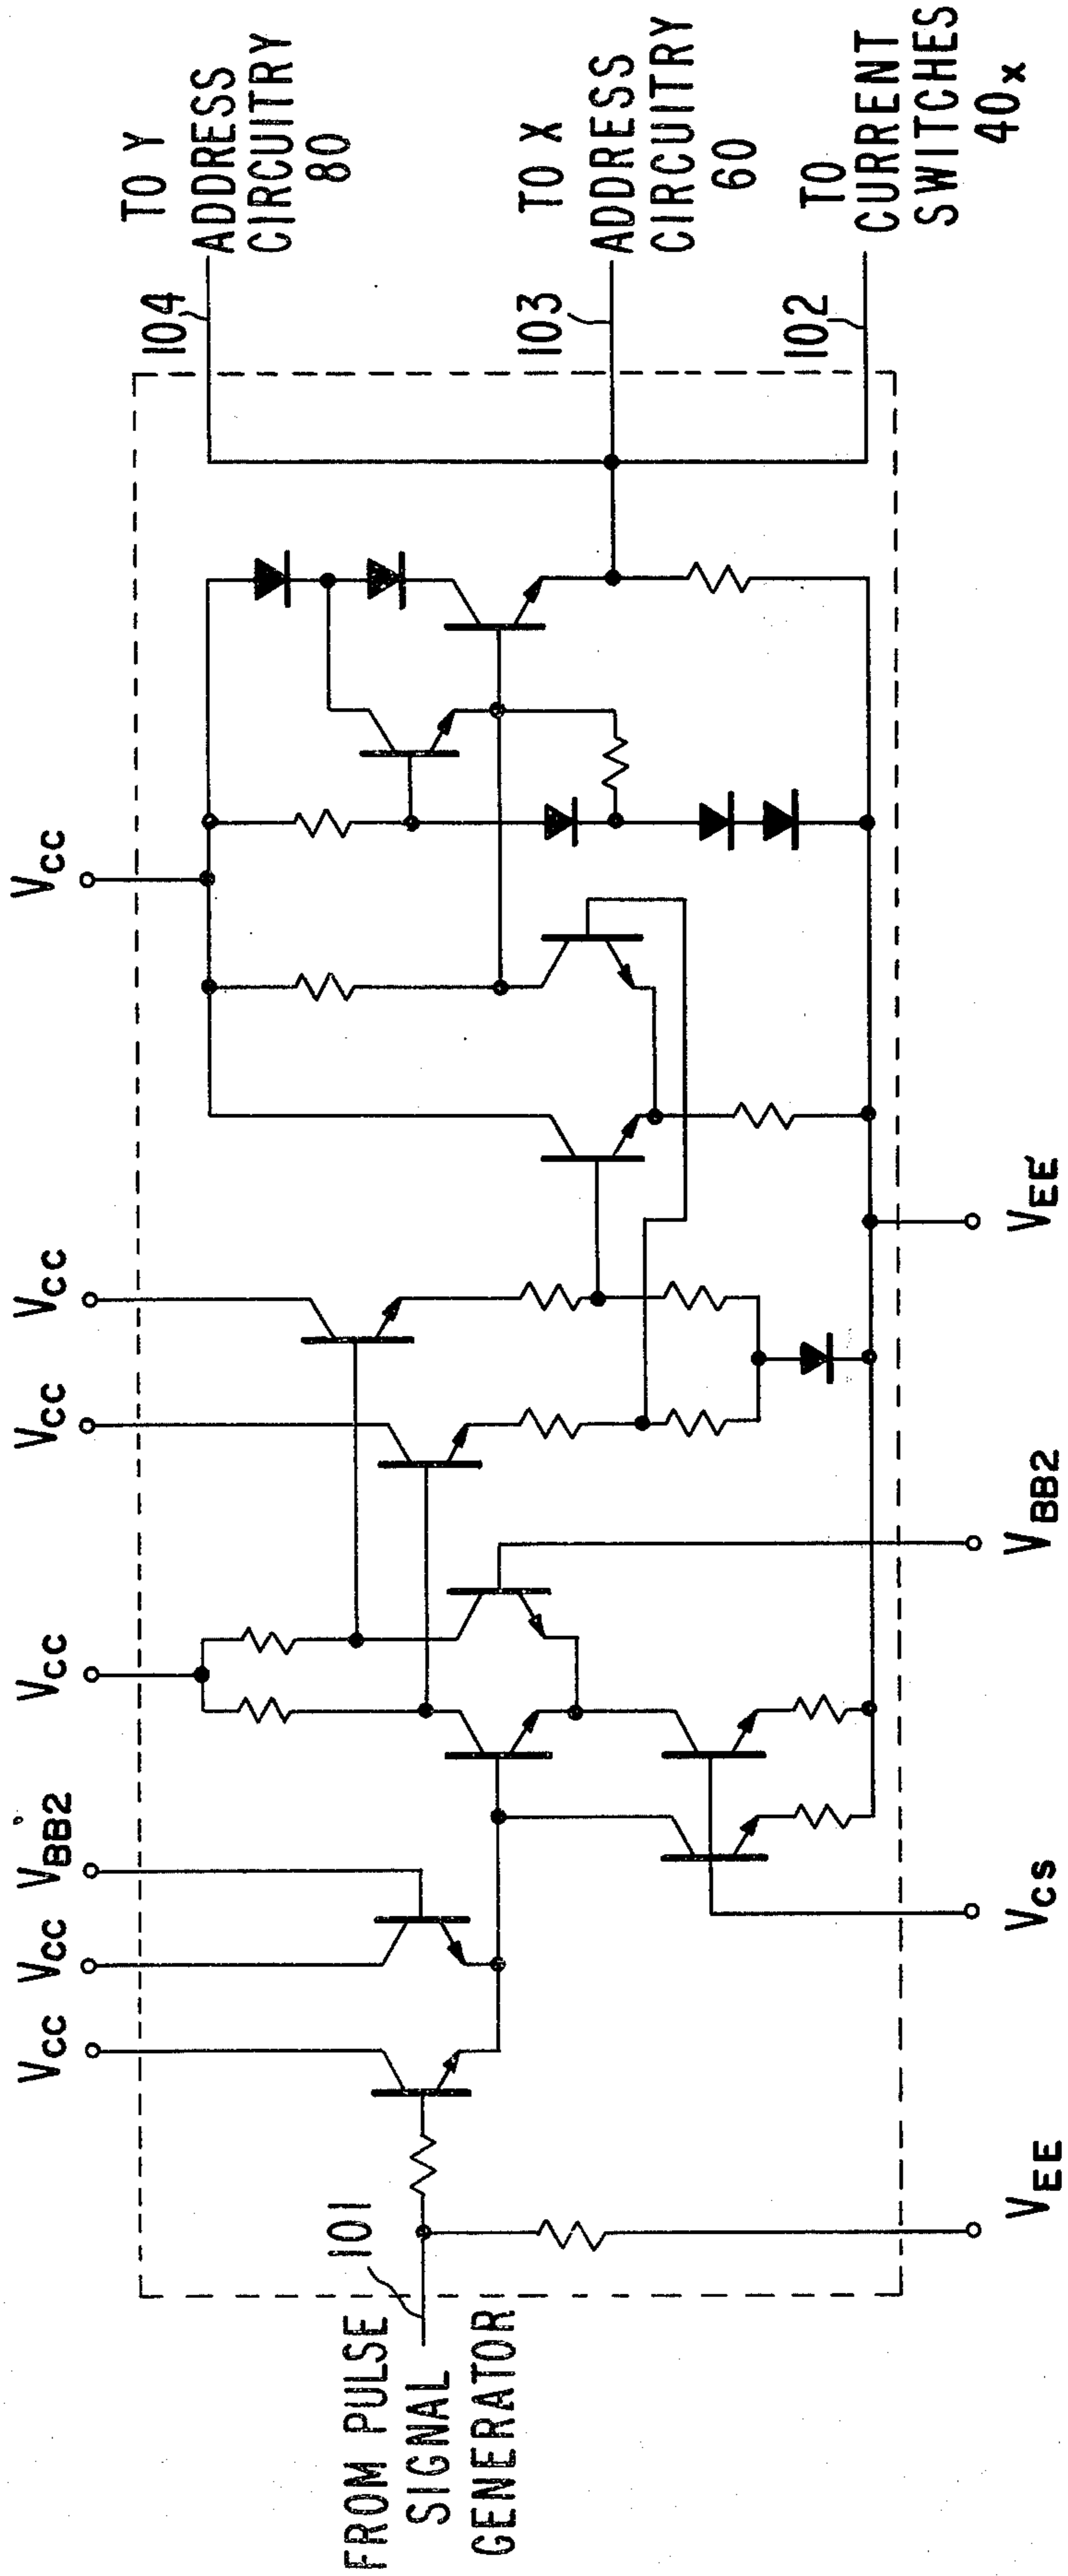 FROM PULSE
SIGNAL
GENERATOR
101
VCC
VCC
VBB2
VCC
VCC
VCC
VCC
VEE
VCS
VBB2
VEE
104
TO Y
ADDRESS
CIRCUITRY
80
103
TO X
ADDRESS
CIRCUITRY
60
102
TO
CURRENT
SWITCHES
40x